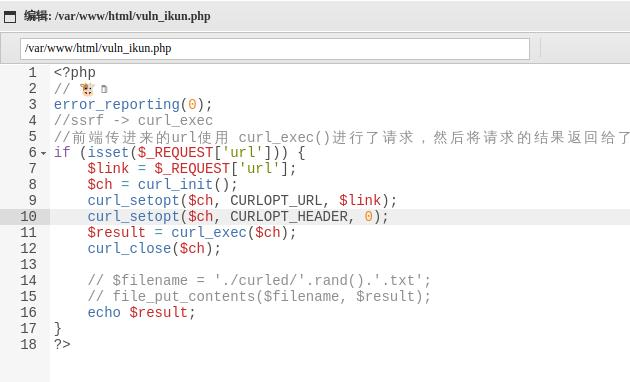 编辑: /var/www/html/vuln_ikun.php
/var/www/html/vuln_ikun.php
1 <?php
2 //
3 error_reporting(0);
4 //ssrf -> curl_exec
5 //前端传进来的url使用 curl_exec()进行了请求，然后将请求的结果返回给了
6 if (isset($_REQUEST['url'])) {
7 $link = $_REQUEST['url'];
8 $ch = curl_init();
9 curl_setopt($ch, CURLOPT_URL, $link);
10 curl_setopt($ch, CURLOPT_HEADER, 0);
11 $result = curl_exec($ch);
12 curl_close($ch);
13
14 // $filename = './curled/'.rand().'.txt';
15 // file_put_contents($filename, $result);
16 echo $result;
17 }
18 ?>